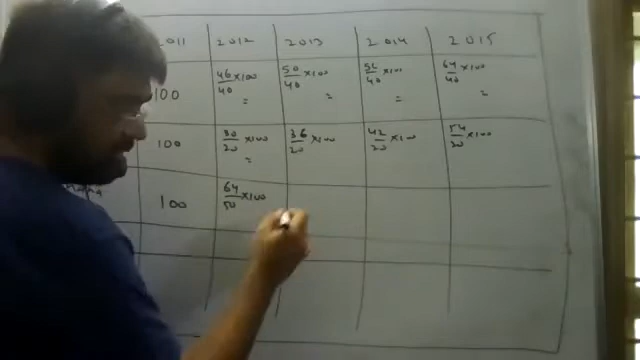 2011 2012 2013 2014 2015
100 46/40 ×100 = 50/40 ×100 = 52/40 ×100 = 64/40 ×100 =
100 30/20 ×100 = 36/20 ×100 42/20 ×100 54/20 ×100
100 64/50 ×100